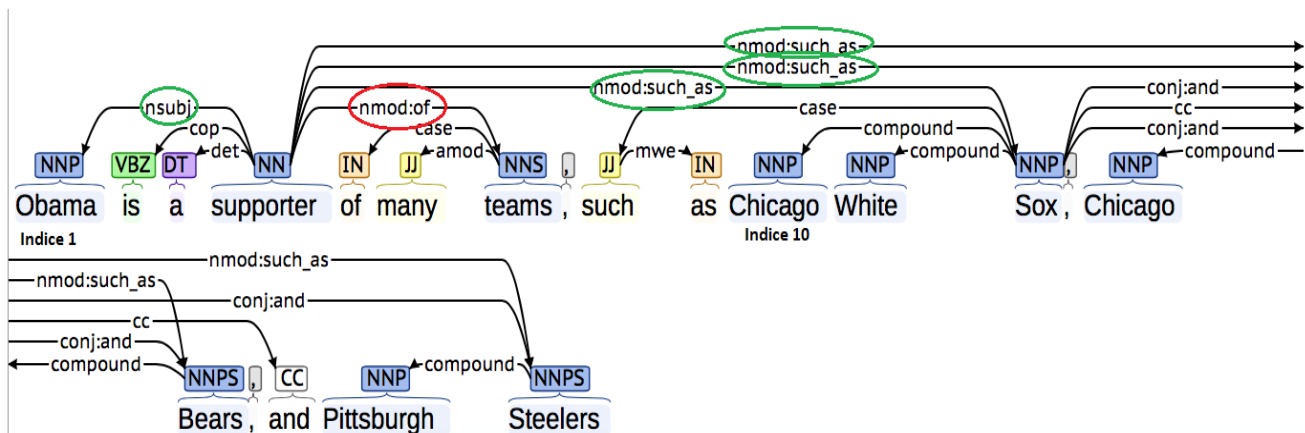 nmod:such_as
nmod:such_as
nmod:such_as conj:and
nsubj nmod:of case cc
cop case compound conj:and
det amod mwe compound compound
NNP VBZ DT NN IN JJ NNS , JJ IN NNP NNP NNP , NNP
Obama is a supporter of many teams , such as Chicago White Sox , Chicago
Indice 1 Indice 10
nmod:such_as
nmod:such_as
conj:and
cc
conj:and
compound compound
NNPS , CC NNP NNPS
Bears , and Pittsburgh Steelers